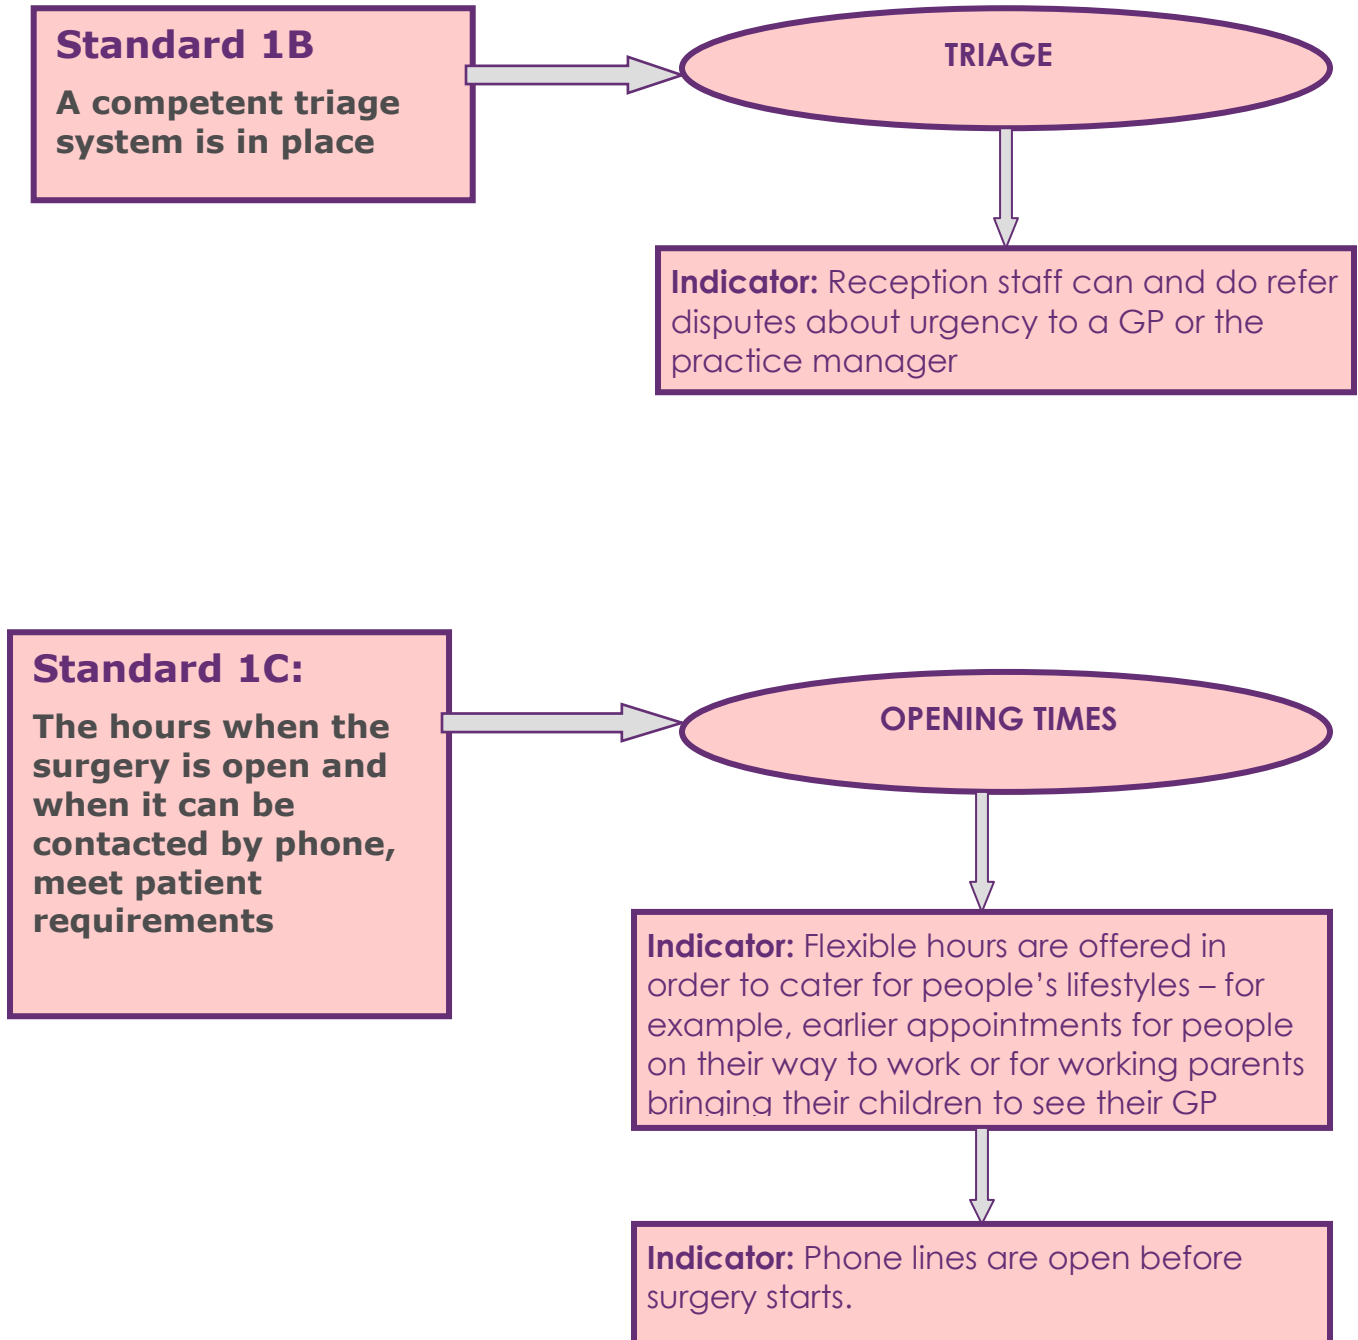 Standard 1B
A competent triage
system is in place
TRIAGE
Indicator: Reception staff can and do refer
disputes about urgency to a GP or the
practice manager
Standard 1C:
The hours when the
surgery is open and
when it can be
contacted by phone,
meet patient
requirements
OPENING TIMES
Indicator: Flexible hours are offered in
order to cater for people’s lifestyles – for
example, earlier appointments for people
on their way to work or for working parents
bringing their children to see their GP
Indicator: Phone lines are open before
surgery starts.